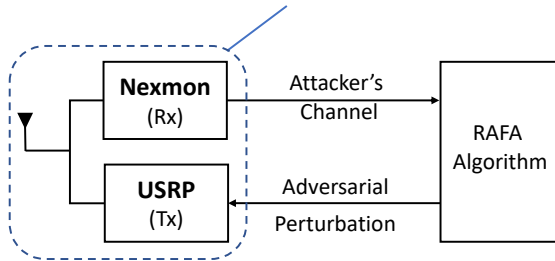 Nexmon
(Rx)
Attacker's
Channel
RAFA
Algorithm
USRP
(Tx)
Adversarial
Perturbation